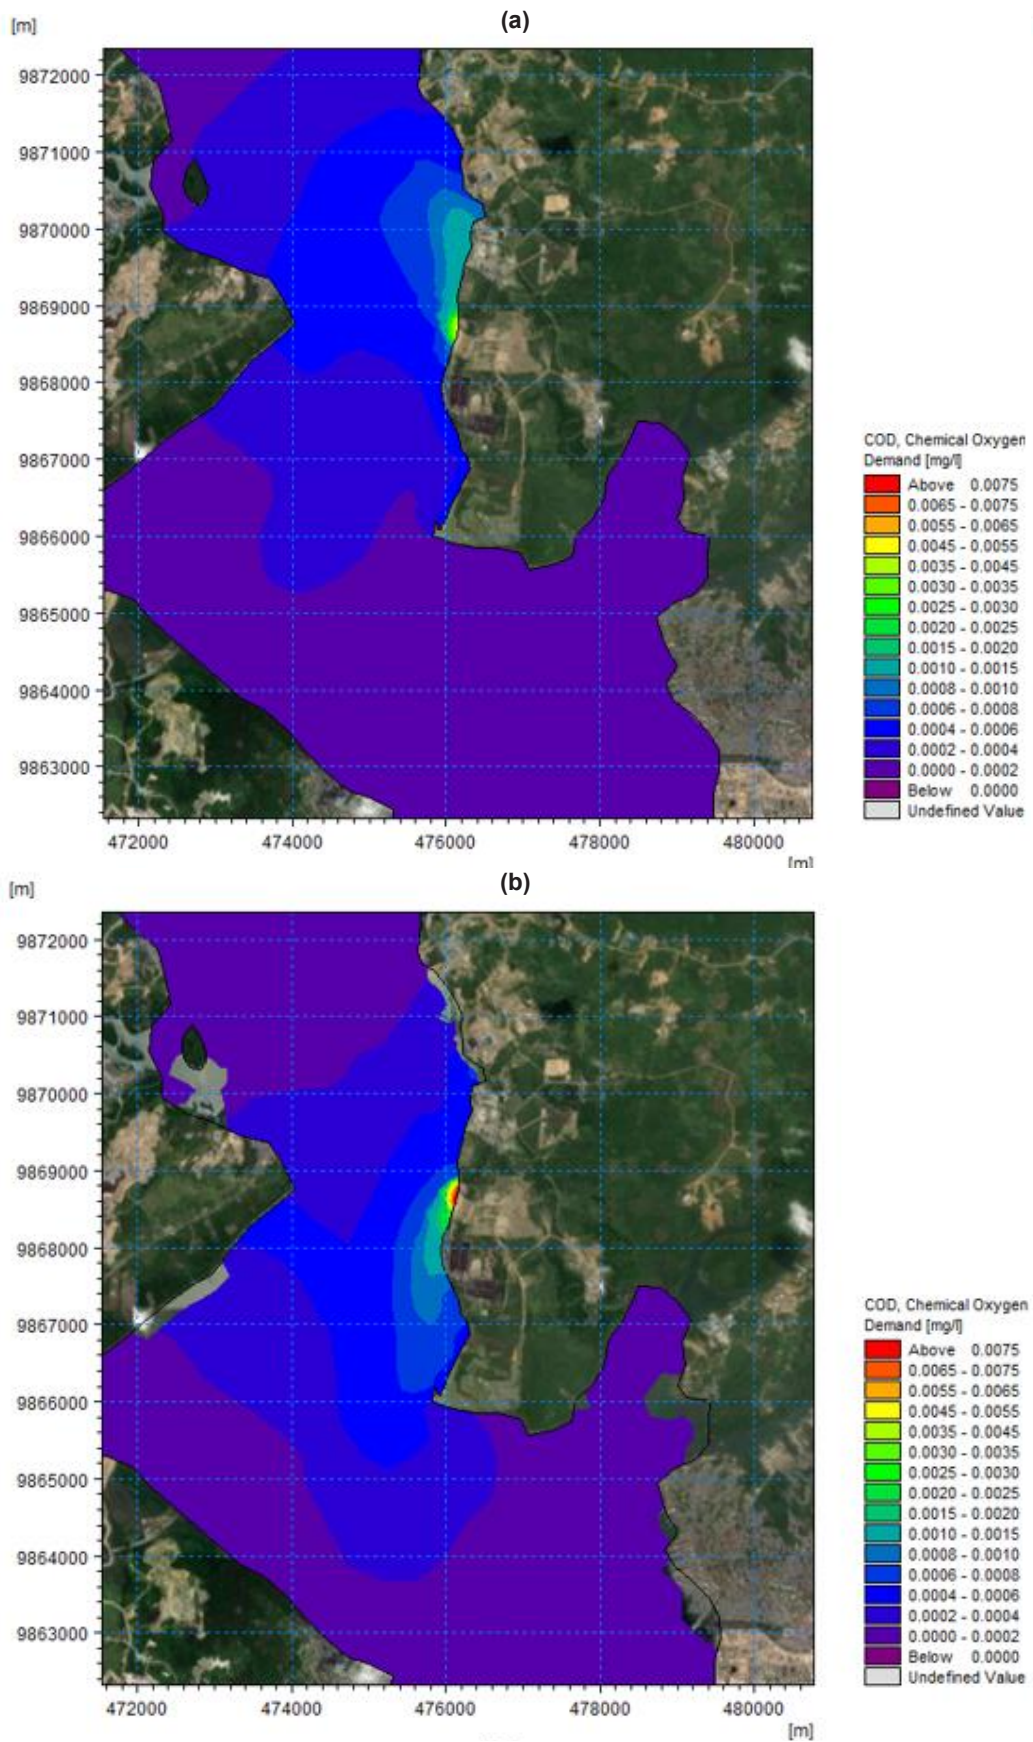 (a)
[m]
9872000
9871000
9870000
9869000
9868000
9867000
9866000
9865000
9864000
9863000
472000 474000 476000 478000 480000
[m]
COD, Chemical Oxygen
Demand [mg/l]
Above 0.0075
0.0065 - 0.0075
0.0055 - 0.0065
0.0045 - 0.0055
0.0035 - 0.0045
0.0030 - 0.0035
0.0025 - 0.0030
0.0020 - 0.0025
0.0015 - 0.0020
0.0010 - 0.0015
0.0008 - 0.0010
0.0006 - 0.0008
0.0004 - 0.0006
0.0002 - 0.0004
0.0000 - 0.0002
Below 0.0000
Undefined Value
(b)
[m]
9872000
9871000
9870000
9869000
9868000
9867000
9866000
9865000
9864000
9863000
472000 474000 476000 478000 480000
[m]
COD, Chemical Oxygen
Demand [mg/l]
Above 0.0075
0.0065 - 0.0075
0.0055 - 0.0065
0.0045 - 0.0055
0.0035 - 0.0045
0.0030 - 0.0035
0.0025 - 0.0030
0.0020 - 0.0025
0.0015 - 0.0020
0.0010 - 0.0015
0.0008 - 0.0010
0.0006 - 0.0008
0.0004 - 0.0006
0.0002 - 0.0004
0.0000 - 0.0002
Below 0.0000
Undefined Value